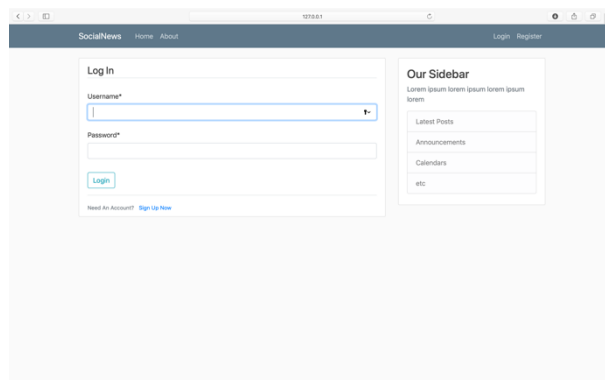 127.0.0.1
SocialNews Home About Login Register
Log In
Username*
Password*
Login
Need An Account? Sign Up Now
Our Sidebar
Lorem ipsum lorem ipsum lorem ipsum
lorem
Latest Posts
Announcements
Calendars
etc